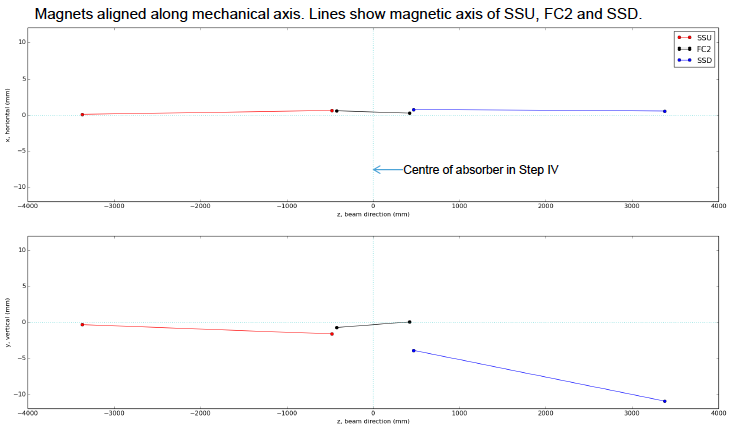 Magnets aligned along mechanical axis. Lines show magnetic axis of SSU, FC2 and SSD.
SSU
FC2
SSD
10
5
0
−5
−10
x, horiontal (mm)
Centre of absorber in Step IV
−4000 −3000 −2000 −1000 0 1000 2000 3000 4000
z, beam direction (mm)
10
5
0
−5
−10
y, vertical (mm)
−4000 −3000 −2000 −1000 0 1000 2000 3000 4000
z, beam direction (mm)